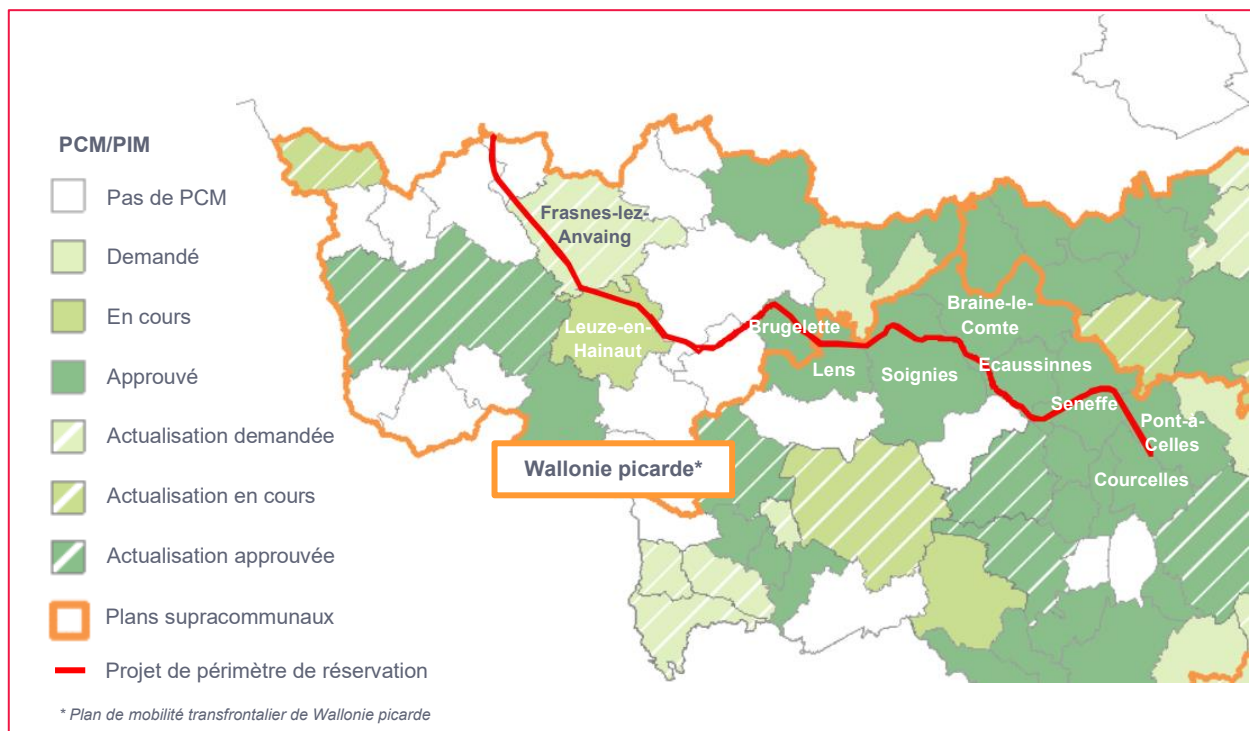 PCM/PIM
Pas de PCM
Demandé
En cours
Approuvé
Actualisation demandée
Actualisation en cours
Actualisation approuvée
Plans supracommunaux
Projet de périmètre de réservation
* Plan de mobilité transfrontalier de Wallonie picarde
Frasnes-lez-
Anvaing
Leuze-en-
Hainaut
Brugelette
Lens
Soignies
Braine-le-
Comte
Ecaussinnes
Seneffe
Pont-à-
Celles
Courcelles
Wallonie picarde*